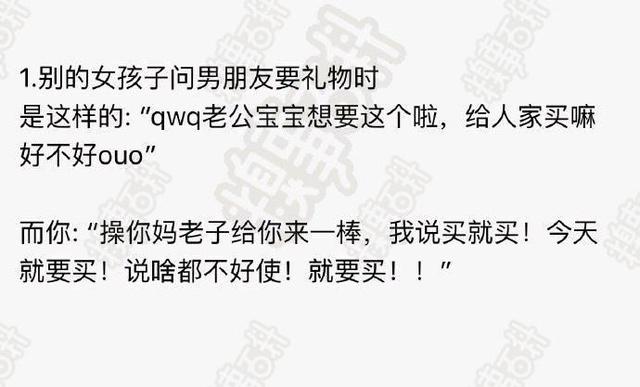 1.别的女孩子问男朋友要礼物时
是这样的: "qwq老公宝宝想要这个啦，给人家买嘛
好不好ouo"
而你: "操你妈老子给你来一棒，我说买就买！今天
就要买！说啥都不好使！就要买！！"